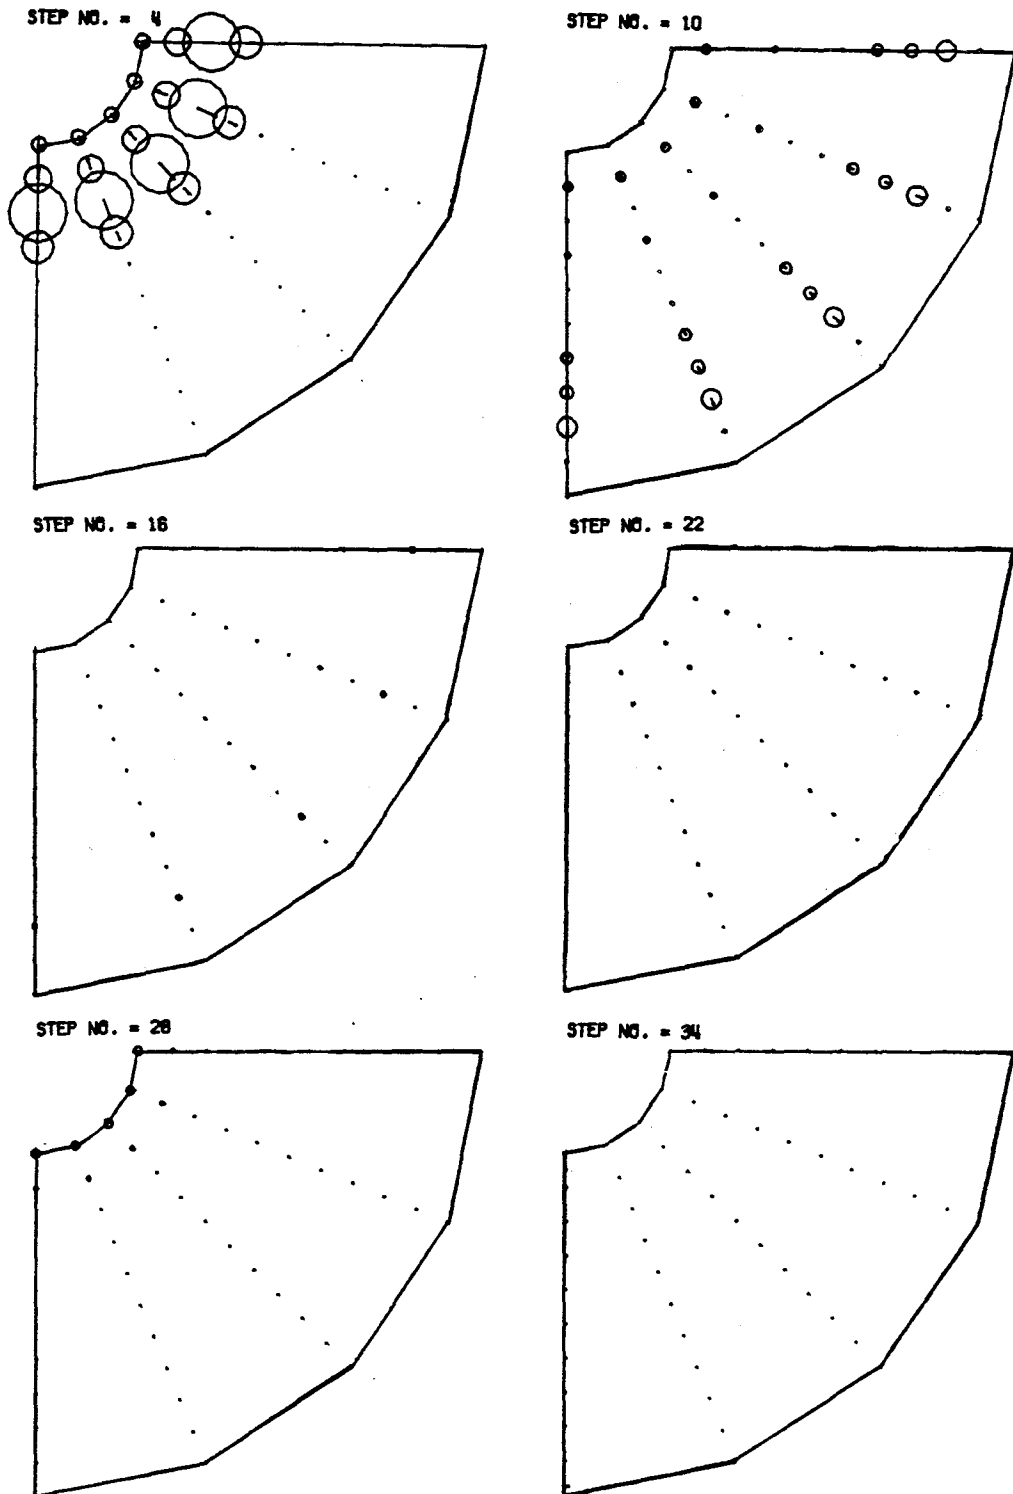 STEP NO. = 4
STEP NO. = 10
STEP NO. = 16
STEP NO. = 22
STEP NO. = 28
STEP NO. = 34